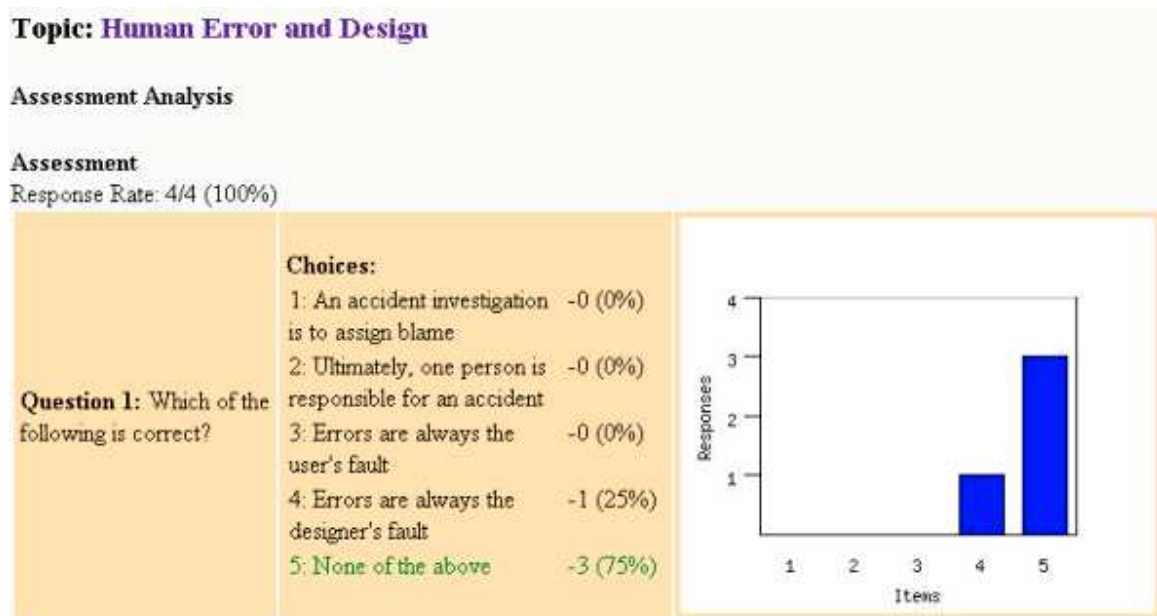 Topic: Human Error and Design
Assessment Analysis
Assessment
Response Rate: 4/4 (100%)
Question 1: Which of the
following is correct?
Choices:
1: An accident investigation -0 (0%)
is to assign blame
2: Ultimately, one person is -0 (0%)
responsible for an accident
3: Errors are always the -0 (0%)
user's fault
4: Errors are always the -1 (25%)
designer's fault
5: None of the above -3 (75%)
4
3
2
1
Responses
1 2 3 4 5
Items